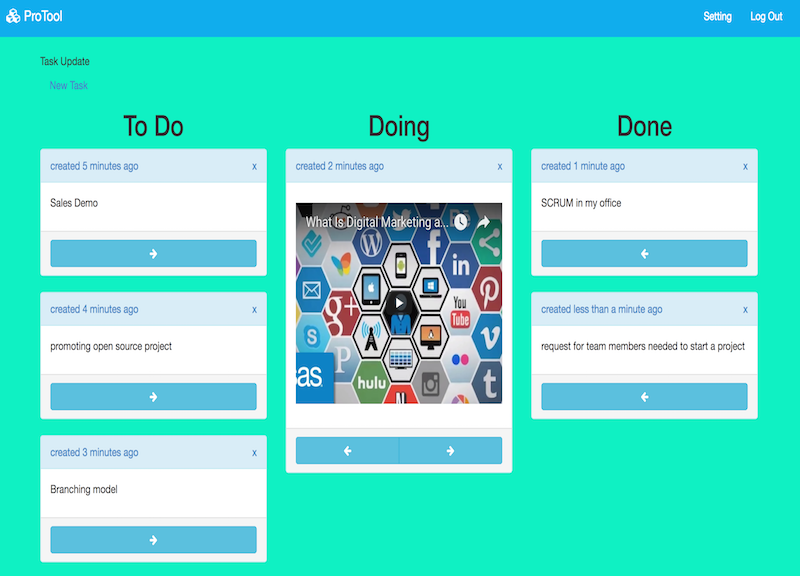 ProTool
Setting
Log Out
Task Update
New Task
To Do
created 5 minutes ago
x
Sales Demo
created 4 minutes ago
x
promoting open source project
created 3 minutes ago
x
Branching model
Doing
created 2 minutes ago
x
What Is Digital Marketing a...
in
g+
You
Tube
sas
hulu
Done
created 1 minute ago
x
SCRUM in my office
created less than a minute ago
x
request for team members needed to start a project